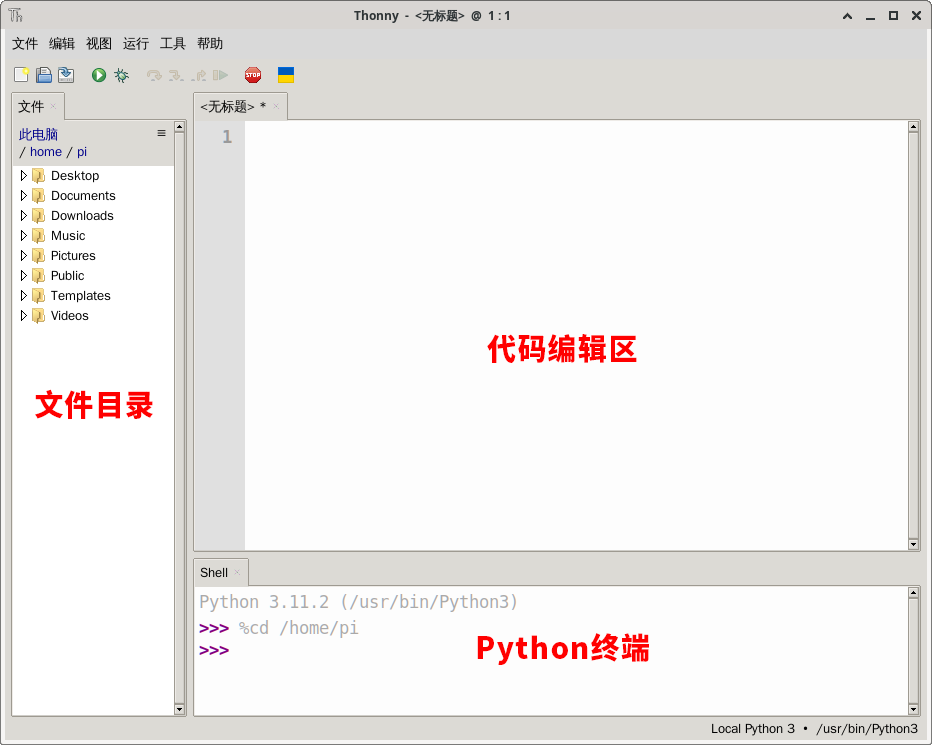 Th
Thonny - <无标题> @ 1:1
文件 编辑 视图 运行 工具 帮助
STOP
文件
此电脑
/ home / pi
Desktop
Documents
Downloads
Music
Pictures
Public
Templates
Videos
文件目录
<无标题> *
1
代码编辑区
Shell
Python 3.11.2 (/usr/bin/Python3)
>>> %cd /home/pi
>>>
Python终端
Local Python 3 • /usr/bin/Python3